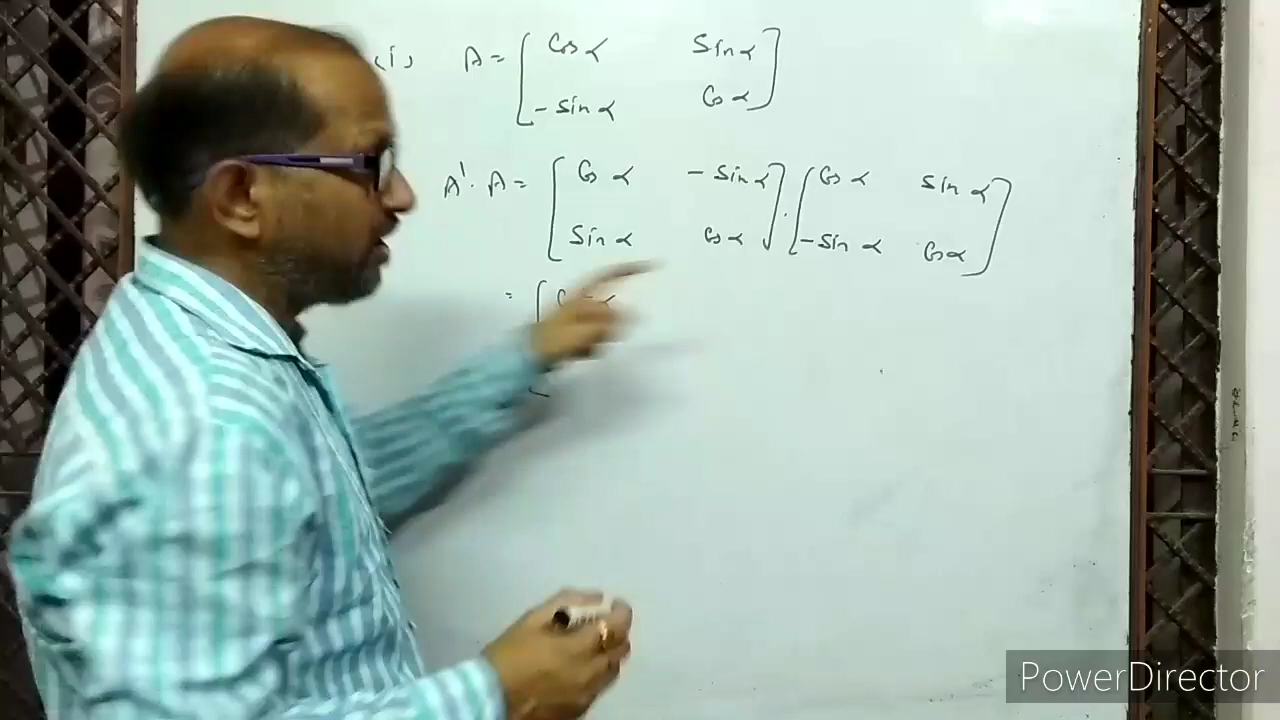 (i) A = [ Cos α Sin α
- Sin α Cos α ]
A'. A = [ Cos α - Sin α ] . [ Cos α Sin α ]
Sin α Cos α - Sin α Cos α
= [
PowerDirector